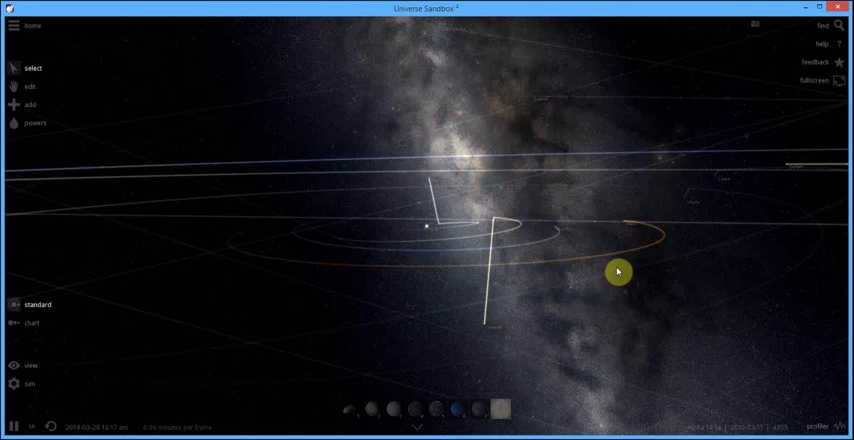 Universe Sandbox ²
home
find
help ?
select
feedback
edit
fullscreen
add
powers
standard
chart
view
sim
2014-03-28 12:17 am
6.96 minutes per frame
profiler